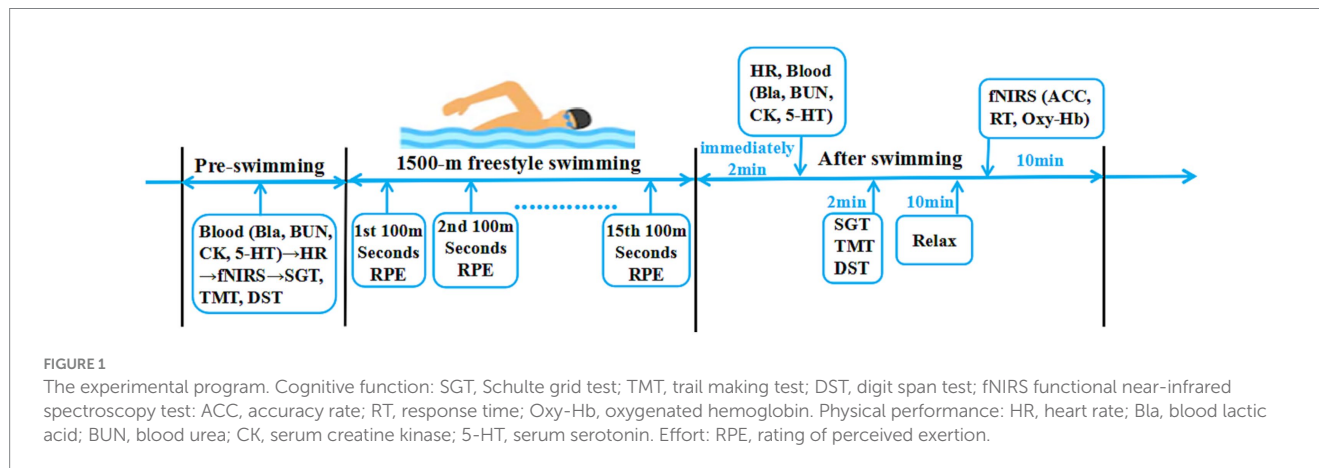 Pre-swimming
Blood (Bla, BUN,
CK, 5-HT)→HR
→fNIRS→SGT,
TMT, DST
1500-m freestyle swimming
1st 100m
Seconds
RPE
2nd 100m
Seconds
RPE
15th 100m
Seconds
RPE
HR, Blood
(Bla, BUN,
CK, 5-HT)
immediately
2min
After swimming
2min
SGT
TMT
DST
10min
Relax
fNIRS (ACC,
RT, Oxy-Hb)
10min
FIGURE 1
The experimental program. Cognitive function: SGT, Schulte grid test; TMT, trail making test; DST, digit span test; fNIRS functional near-infrared
spectroscopy test: ACC, accuracy rate; RT, response time; Oxy-Hb, oxygenated hemoglobin. Physical performance: HR, heart rate; Bla, blood lactic
acid; BUN, blood urea; CK, serum creatine kinase; 5-HT, serum serotonin. Effort: RPE, rating of perceived exertion.